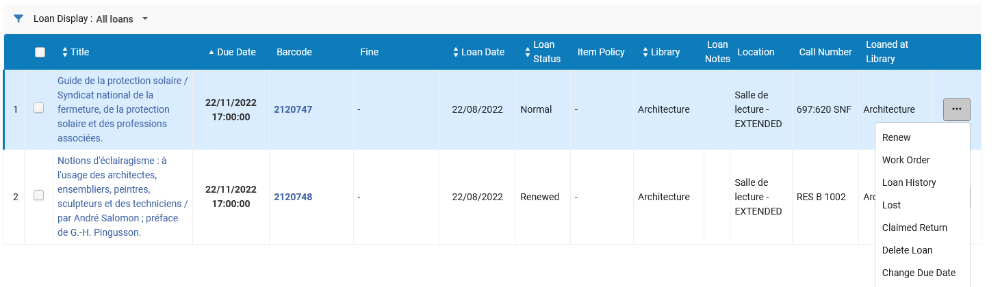 Loan Display : All loans
Title
Due Date
Barcode
Fine
Loan Date
Loan
Status
Item Policy
Library
Loan
Notes
Location
Call Number
Loaned at
Library
1
Guide de la protection solaire /
Syndicat national de la
fermeture, de la protection
solaire et des professions
associées.
22/11/2022
17:00:00
2120747
-
22/08/2022
Normal
-
Architecture
Salle de
lecture -
EXTENDED
697:620 SNF
Architecture
2
Notions d'éclairagisme : à
l'usage des architectes,
ensembliers, peintres,
sculpteurs et des techniciens /
par André Salomon ; préface
de G.-H. Pingusson.
22/11/2022
17:00:00
2120748
-
22/08/2022
Renewed
-
Architecture
Salle de
lecture -
EXTENDED
RES B 1002
Renew
Work Order
Loan History
Lost
Claimed Return
Delete Loan
Change Due Date